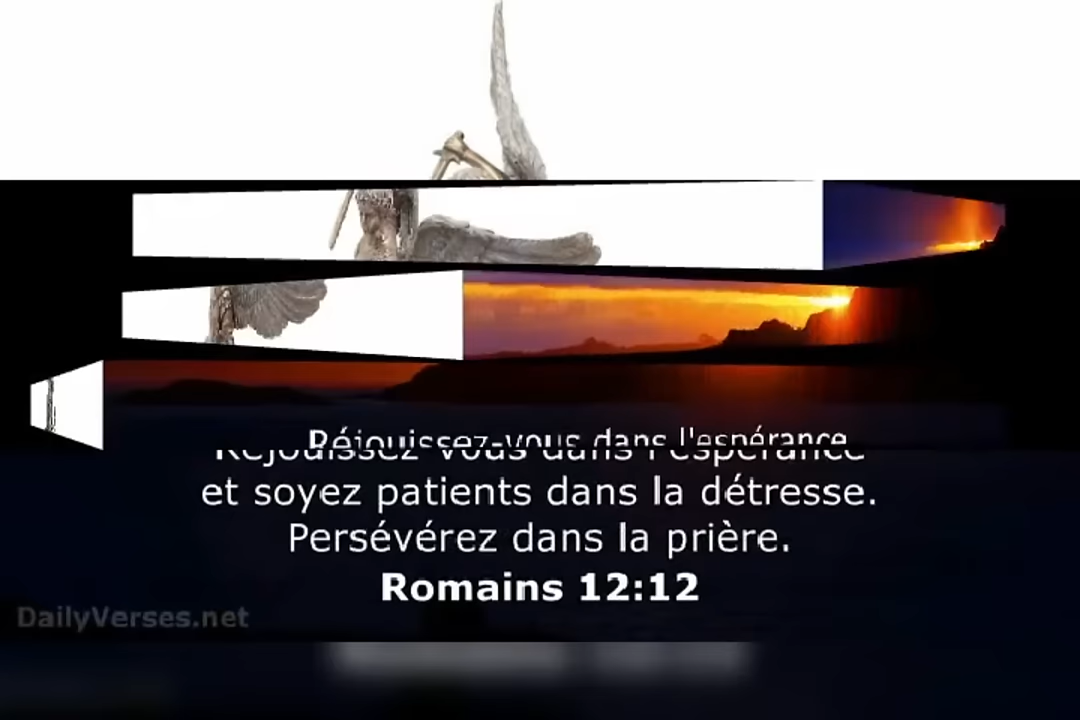 Réjouissez-vous dans l'espérance
et soyez patients dans la détresse.
Persévérez dans la prière.
Romains 12:12
DailyVerses.net